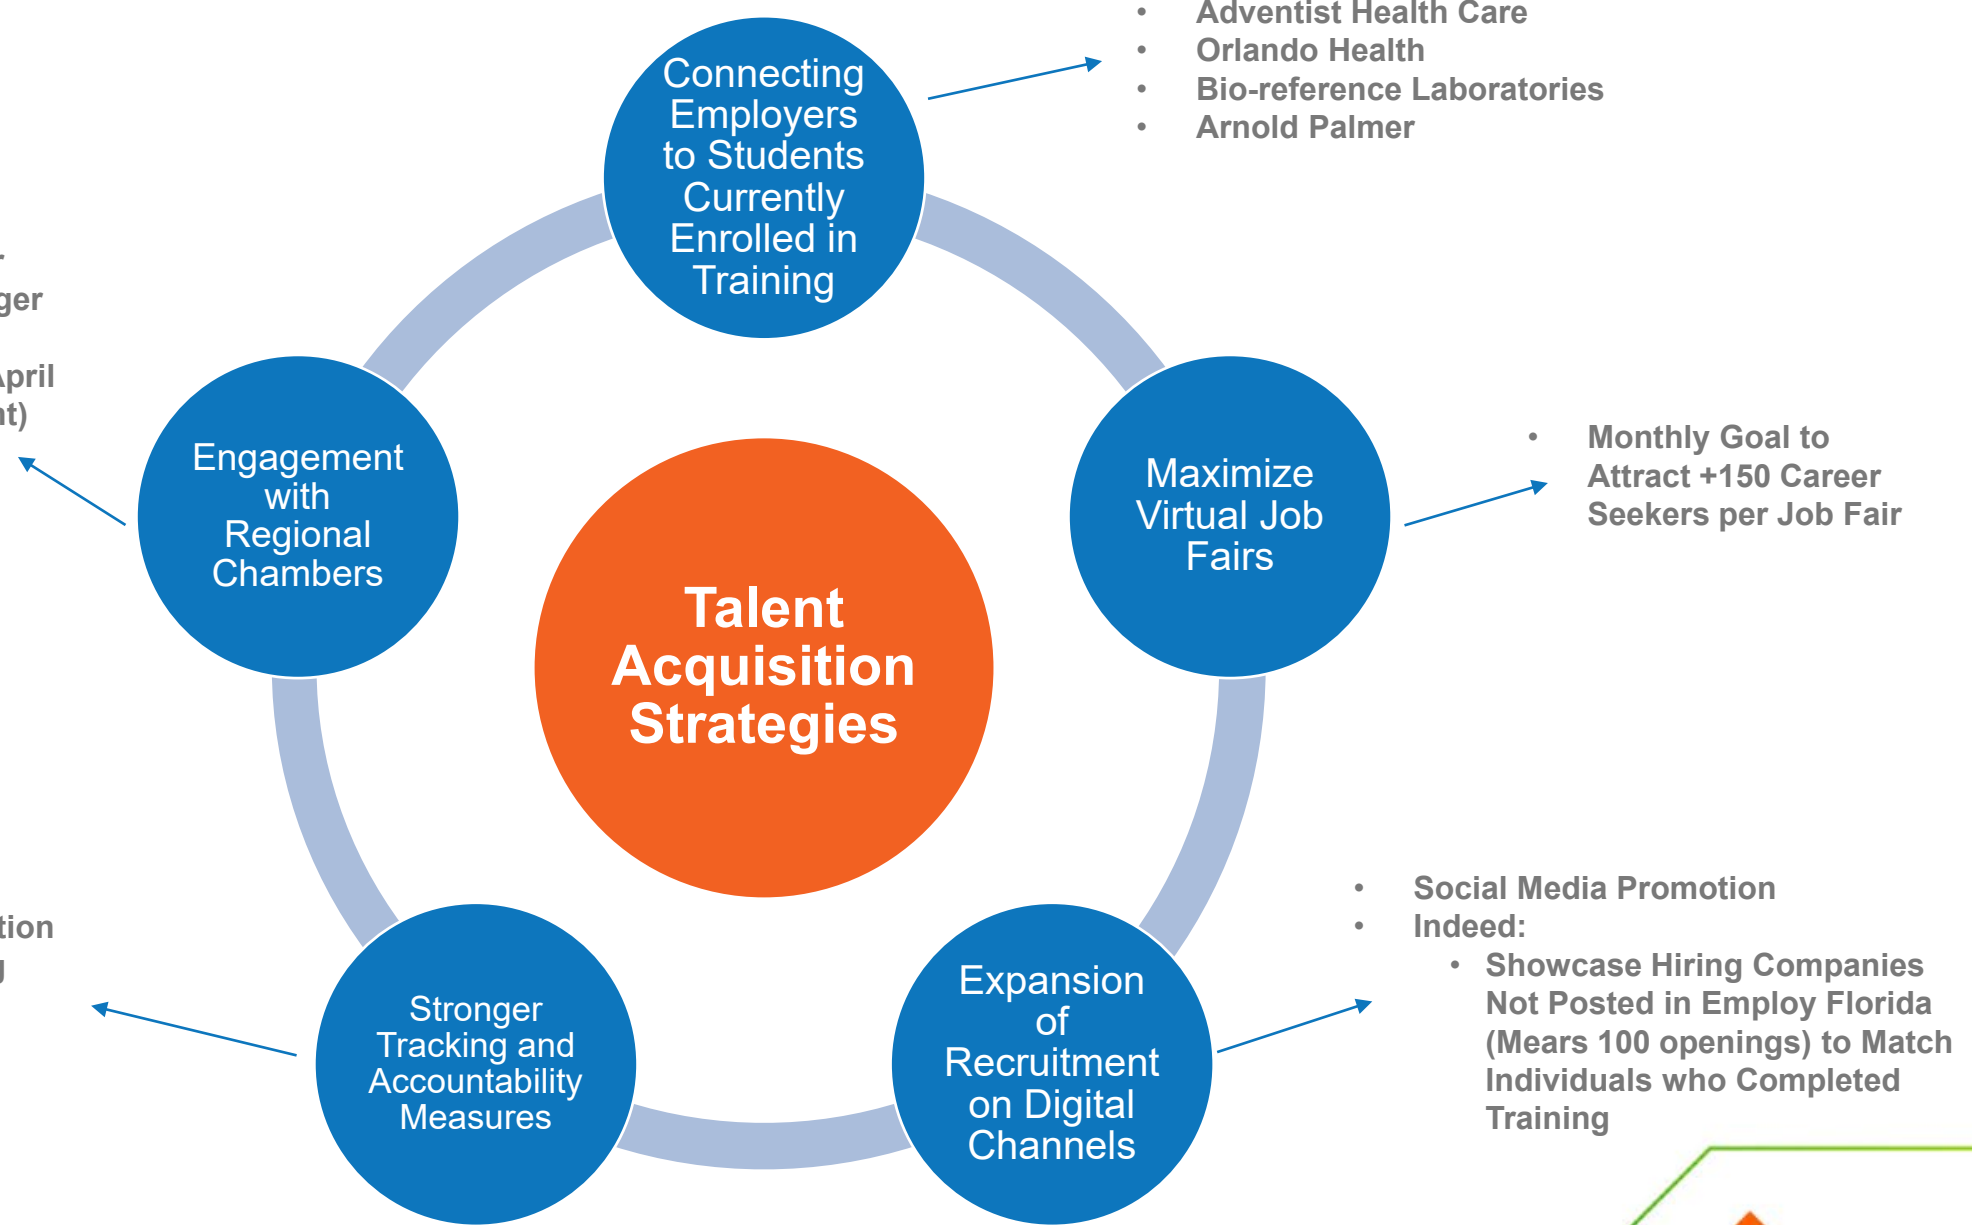 • Adventist Health Care
• Orlando Health
• Bio-reference Laboratories
• Arnold Palmer
Connecting
Employers
to Students
Currently
Enrolled in
Training
Engagement
with
Regional
Chambers
Maximize
Virtual Job
Fairs
• Monthly Goal to
Attract +150 Career
Seekers per Job Fair
Talent
Acquisition
Strategies
Stronger
Tracking and
Accountability
Measures
Expansion
of
Recruitment
on Digital
Channels
• Social Media Promotion
• Indeed:
• Showcase Hiring Companies
Not Posted in Employ Florida
(Mears 100 openings) to Match
Individuals who Completed
Training